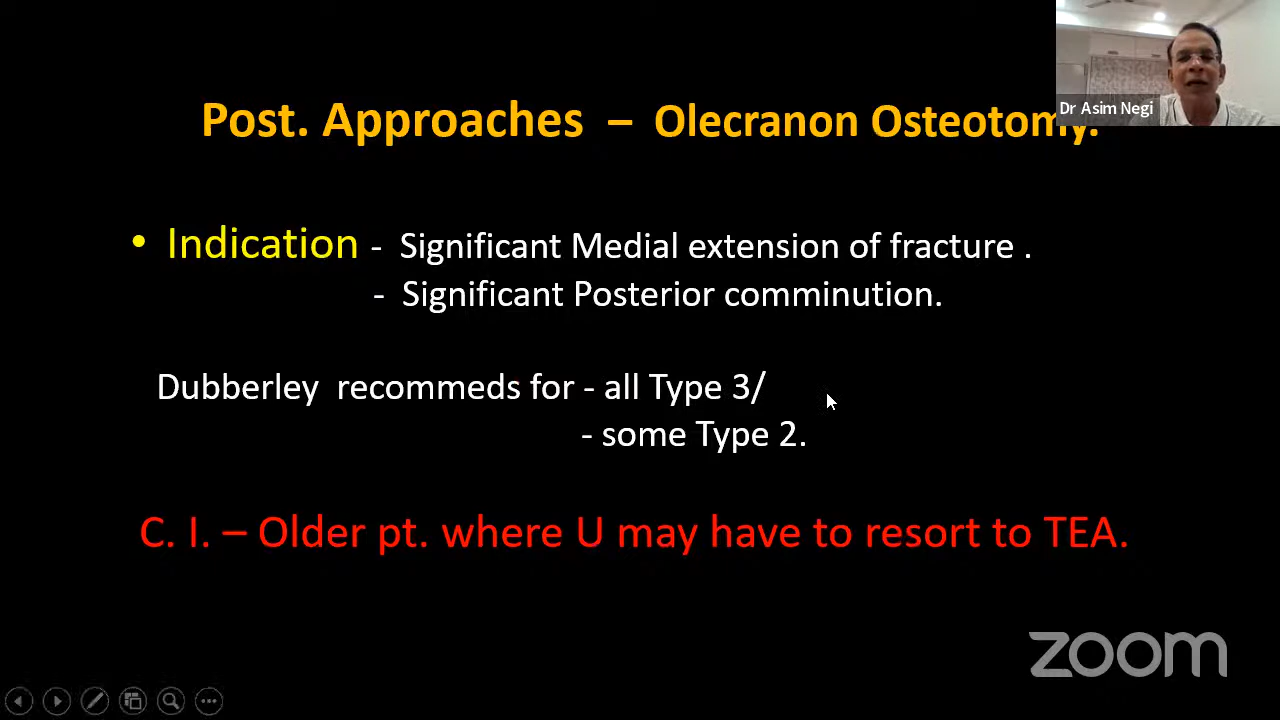 Post. Approaches – Olecranon Osteotomy.
Dr Asim Negi
• Indication - Significant Medial extension of fracture .
- Significant Posterior comminution.
Dubberley recommeds for - all Type 3/
- some Type 2.
C. I. – Older pt. where U may have to resort to TEA.
zoom